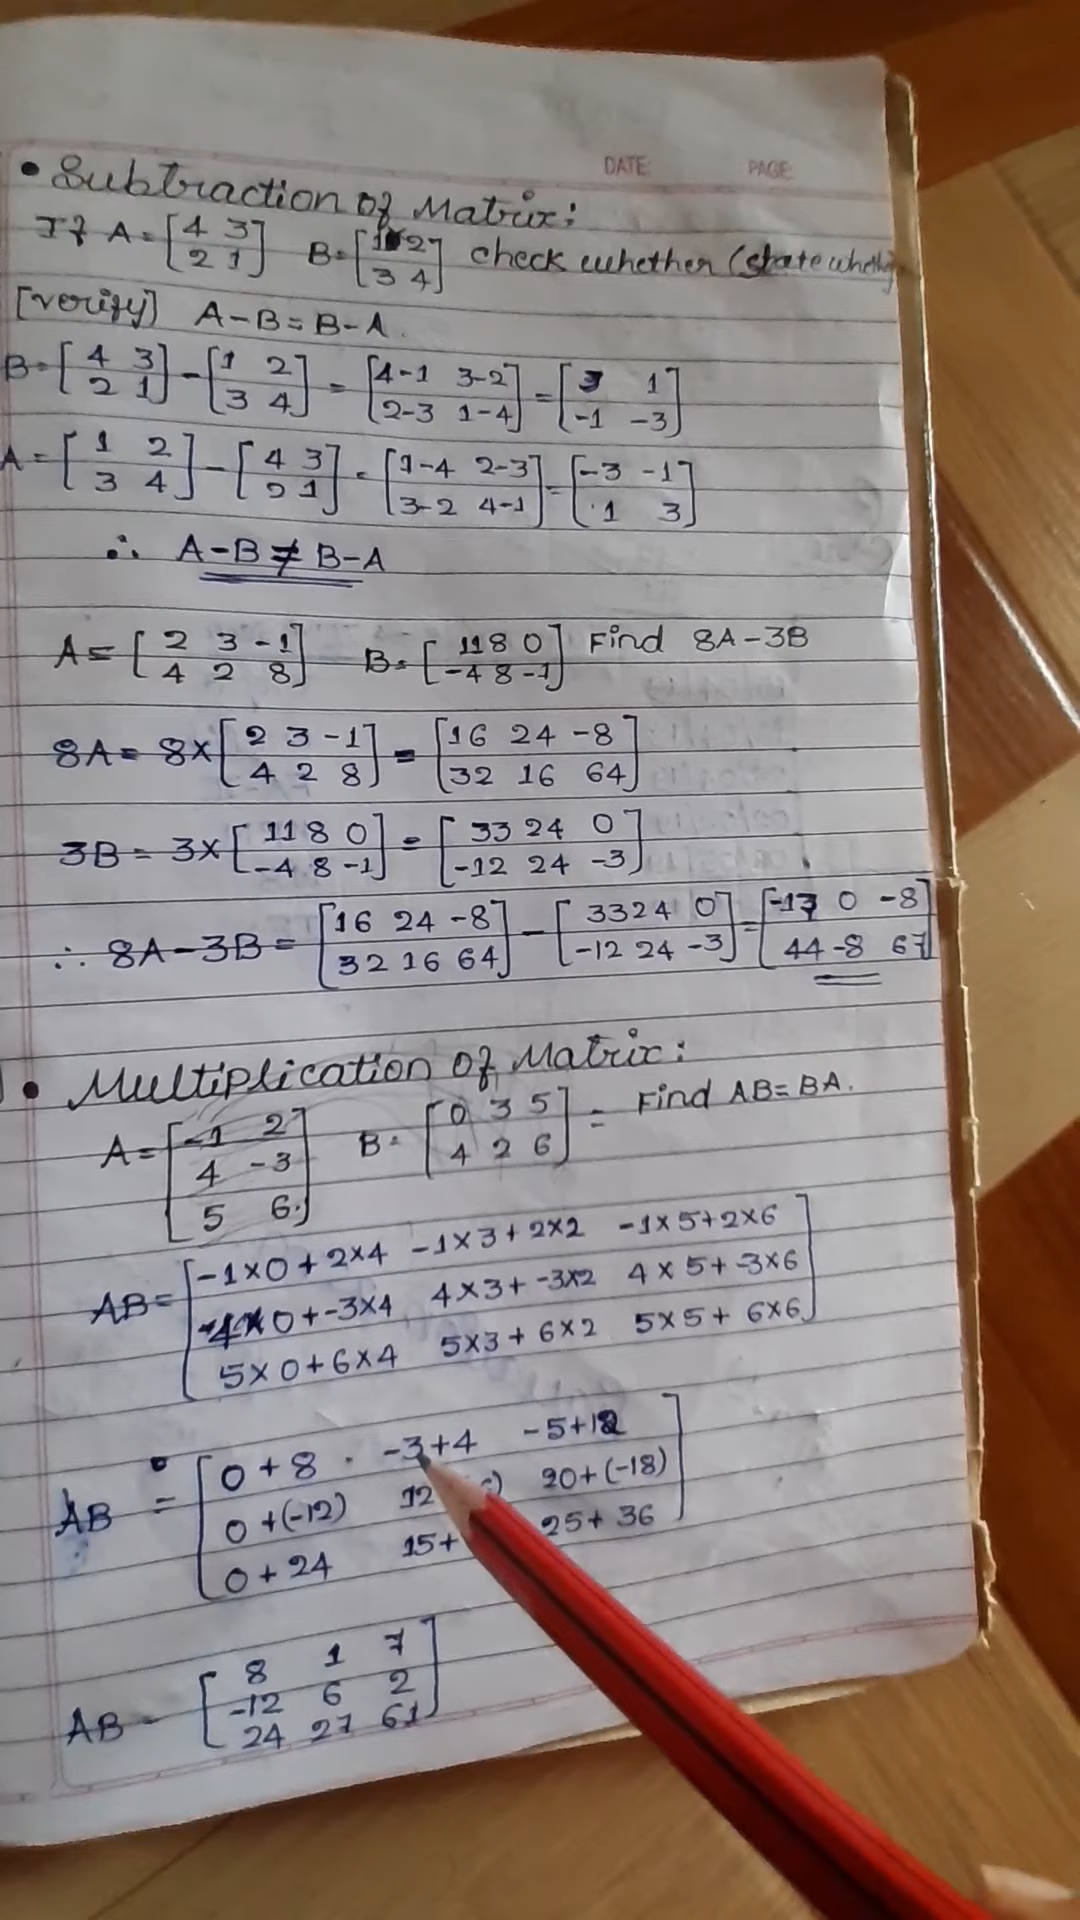 DATE: PAGE:
• Subtraction of Matrix:
If A = [4 3 B = [1 2 check whether (state whether
2 1] 3 4]
[verify] A-B = B-A.
B = [4 3 - [1 2 = [4-1 3-2 = [3 1
2 1] 3 4] 2-3 1-4] -1 -3]
A = [1 2 - [4 3 = [1-4 2-3 = [-3 -1
3 4] 2 1] 3-2 4-1] 1 3]
∴ A-B ≠ B-A
A = [2 3 -1 B = [11 8 0 Find 8A-3B
4 2 8] -4 8 -1]
8A = 8× [2 3 -1 = [16 24 -8
4 2 8] 32 16 64]
3B = 3× [11 8 0 = [33 24 0
-4 8 -1] -12 24 -3]
∴ 8A-3B = [16 24 -8 - [33 24 0 = [-17 0 -8
32 16 64] -12 24 -3] 44 -8 67]
• Multiplication of Matrix:
A = [-1 2 B = [0 3 5 = Find AB = BA.
4 -3 4 2 6]
5 6]
AB = [-1×0+2×4 -1×3+2×2 -1×5+2×6
4×0+-3×4 4×3+-3×2 4×5+-3×6
5×0+6×4 5×3+6×2 5×5+6×6]
AB = [0+8 -3+4 -5+12
0+(-12) 12 20+(-18)
0+24 15+ 25+36]
AB = [8 1 7
-12 6 2
24 27 61]